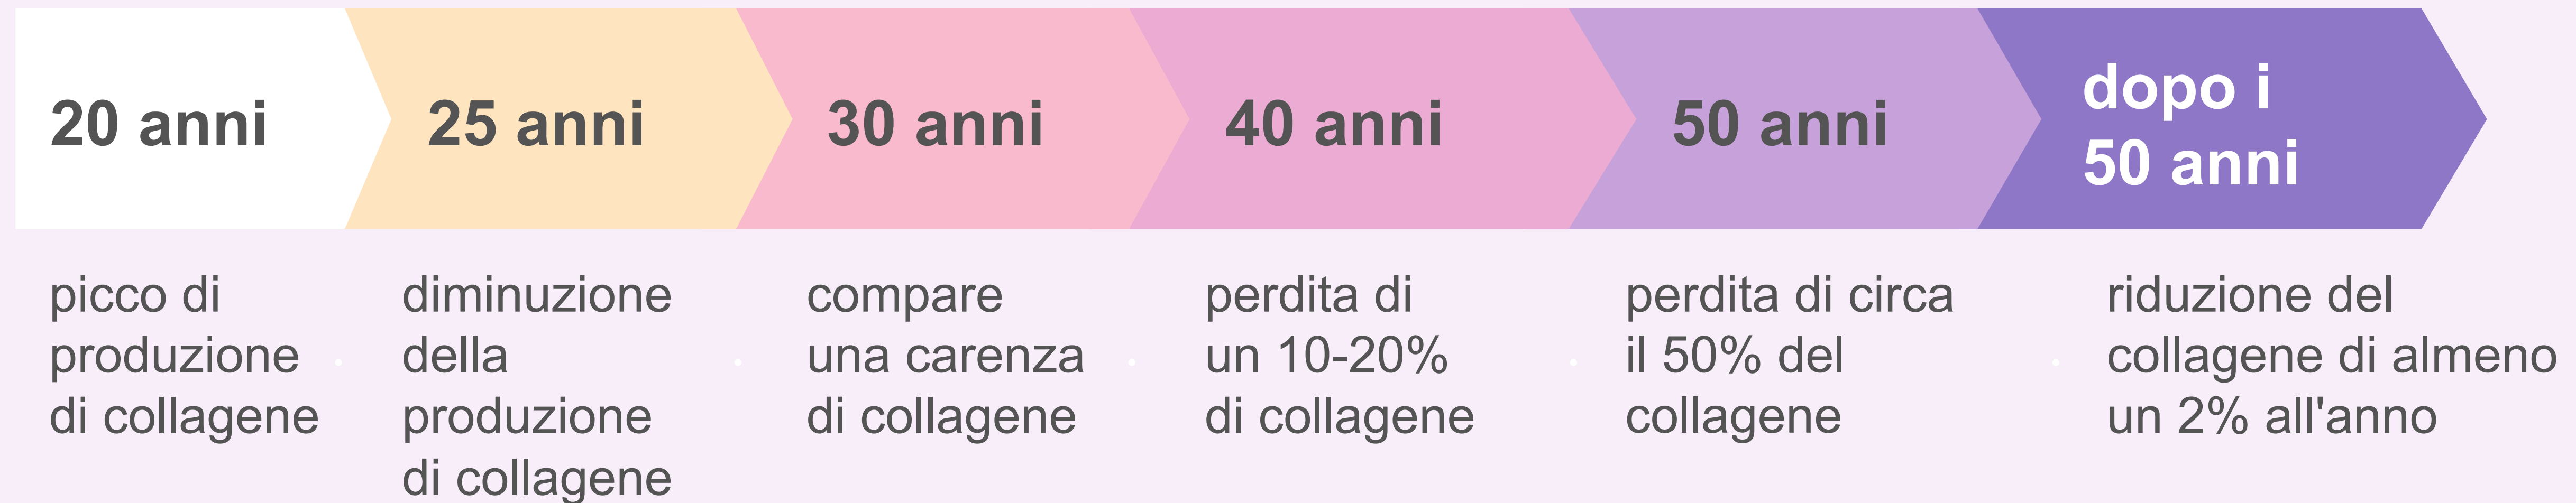 20 anni
25 anni
30 anni
40 anni
50 anni
dopo i
50 anni
picco di
produzione
di collagene
diminuzione
della
produzione
di collagene
compare
una carenza
di collagene
perdita di
un 10-20%
di collagene
perdita di circa
il 50% del
collagene
riduzione del
collagene di almeno
un 2% all'anno